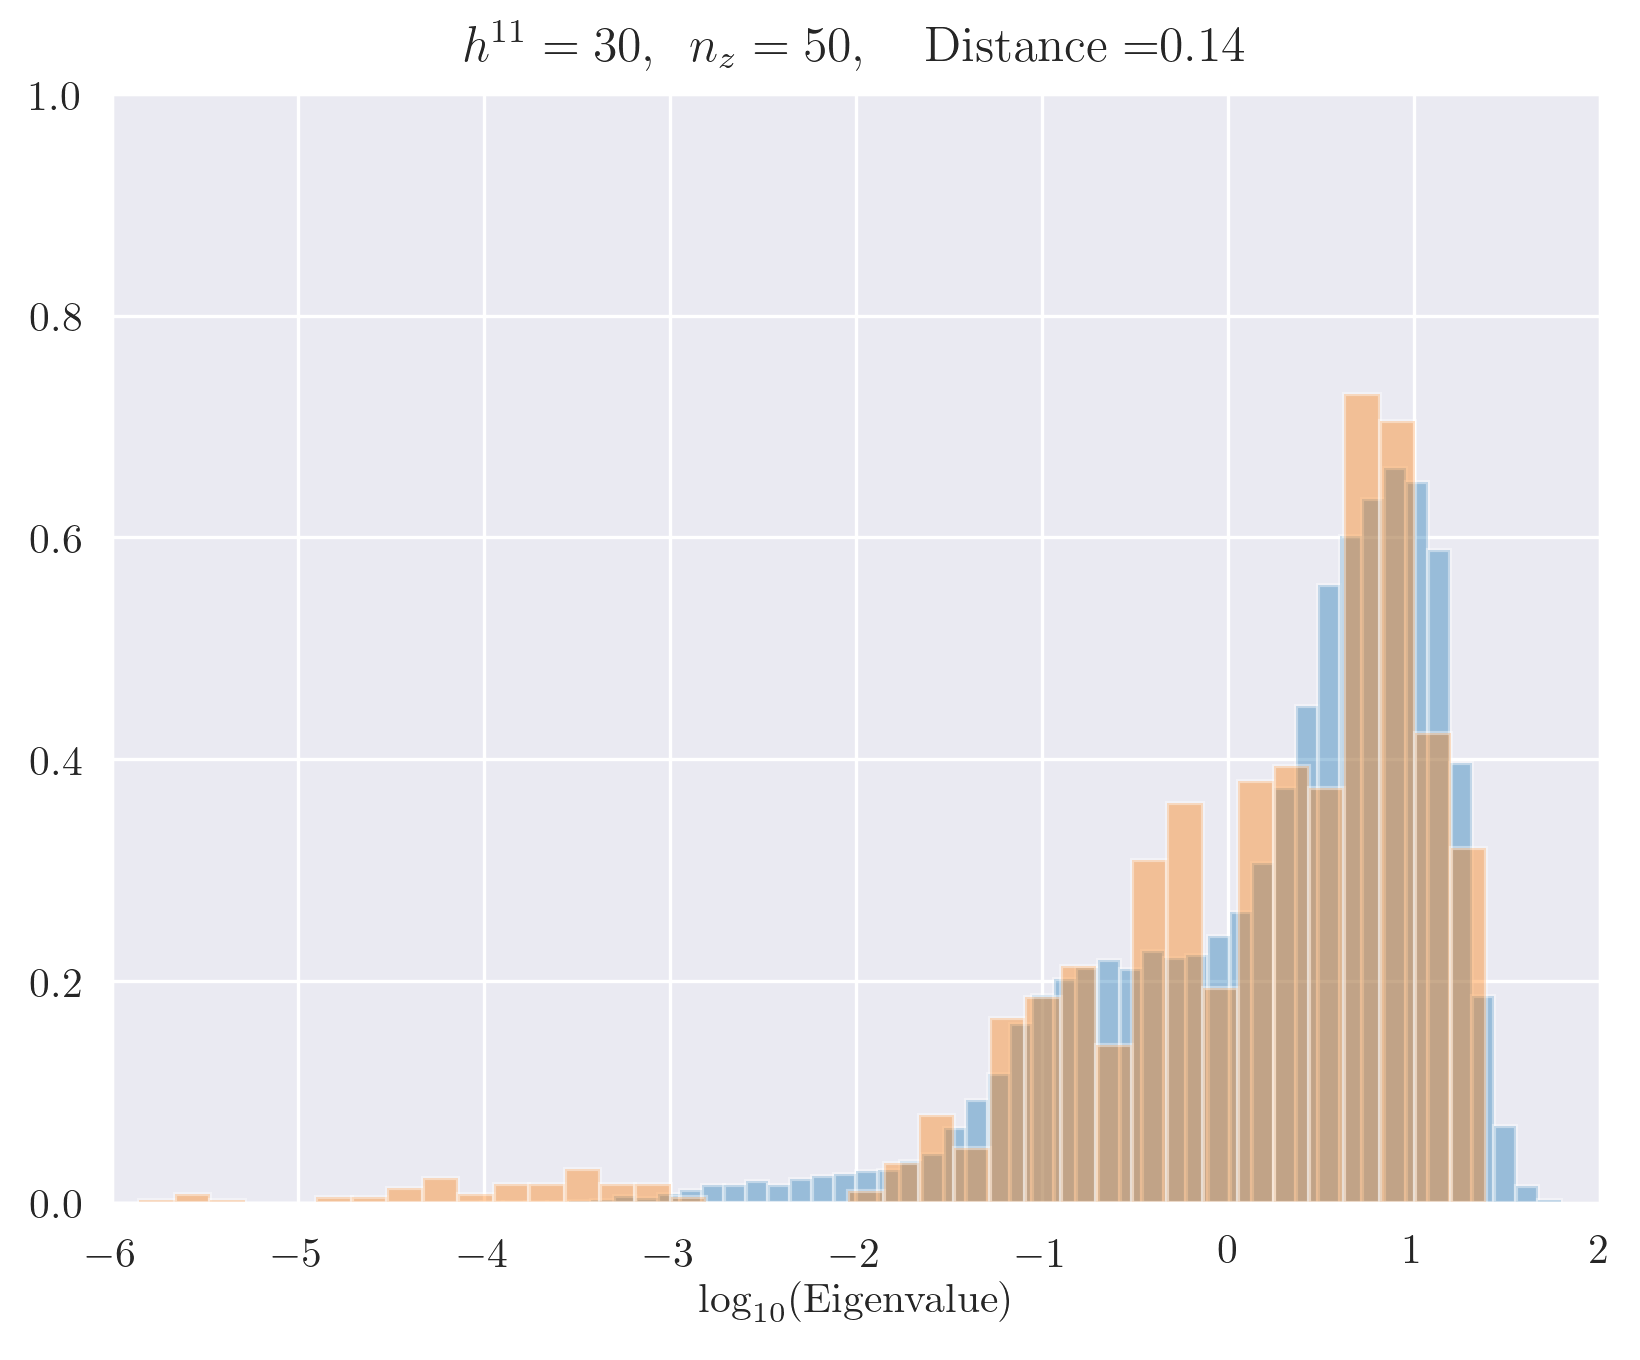 h^{11} = 30, n_z = 50, Distance =0.14
1.0
0.8
0.6
0.4
0.2
0.0
−6 −5 −4 −3 −2 −1 0 1 2
log_{10}(Eigenvalue)